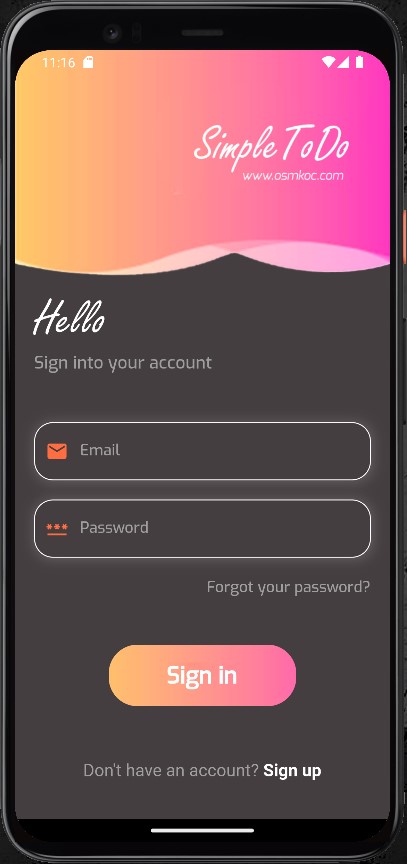 11:16
SimpleToDo
www.osmkoc.com
Hello
Sign into your account
Email
Password
Forgot your password?
Sign in
Don't have an account? Sign up